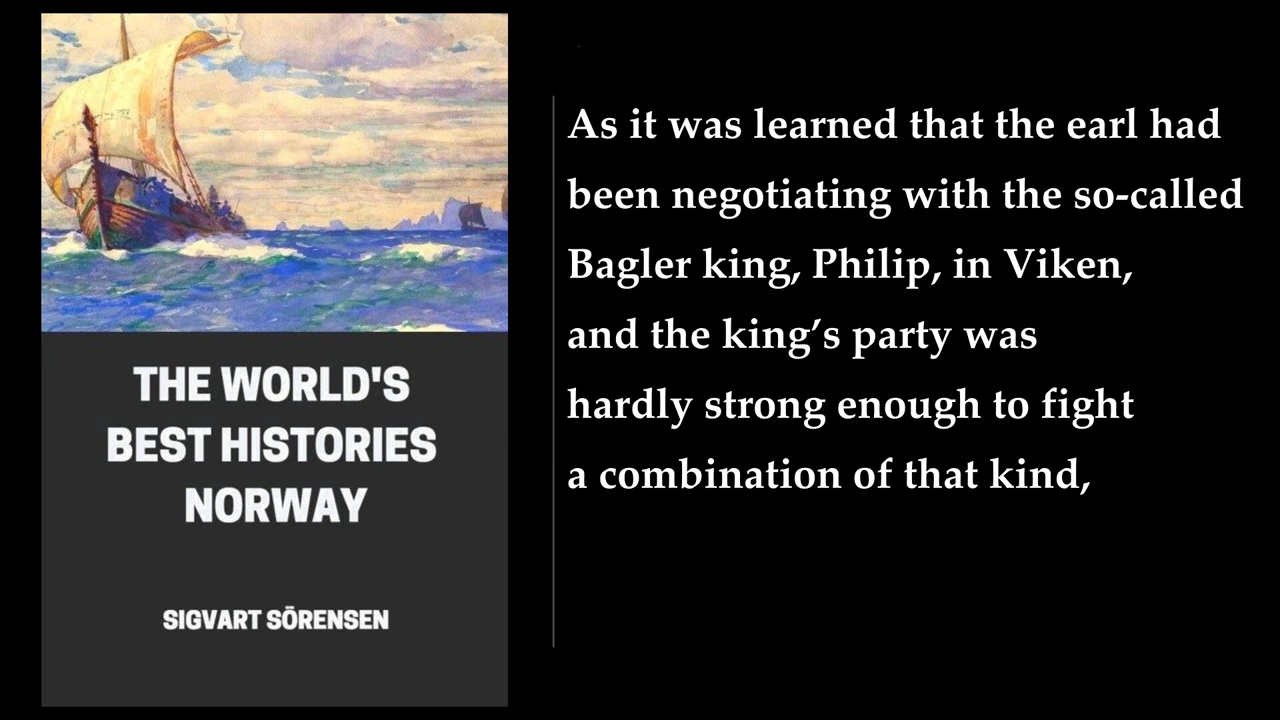 THE WORLD'S
BEST HISTORIES
NORWAY
SIGVART SÖRENSEN
As it was learned that the earl had
been negotiating with the so-called
Bagler king, Philip, in Viken,
and the king’s party was
hardly strong enough to fight
a combination of that kind,